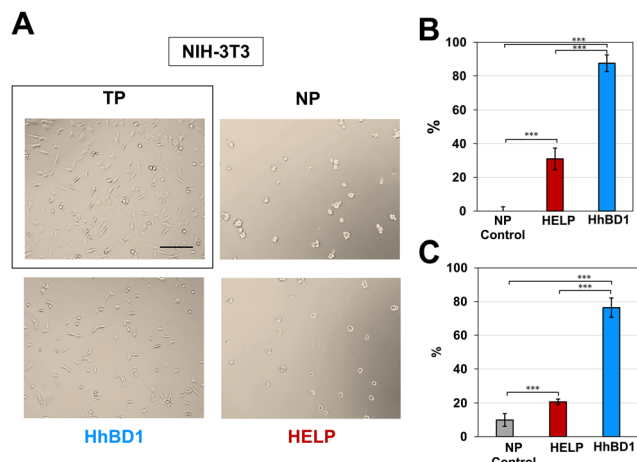 A
NIH-3T3
TP
NP
HhBD1
HELP
B
100
80
60
40
20
0
%
***
***
***
NP
Control
HELP
HhBD1
C
100
80
60
40
20
0
%
***
***
***
NP
Control
HELP
HhBD1